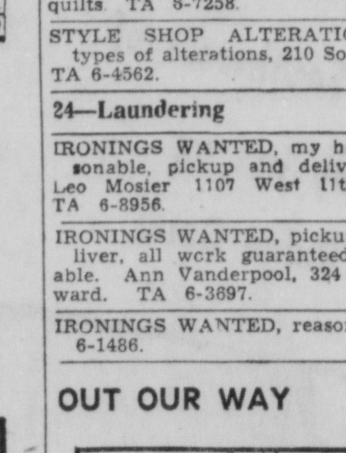 quilts. TA 8-7258.
STYLE SHOP ALTERATI
types of alterations, 210 So
TA 6-4562.
24—Laundering
IRONINGS WANTED, my h
sonable, pickup and deliv
Leo Mosier 1107 West 11t
TA 6-8956.
IRONINGS WANTED, picku
liver, all work guaranteed
able. Ann Vanderpool, 324
ward. TA 6-3697.
IRONINGS WANTED, reaso
6-1486.
OUT OUR WAY